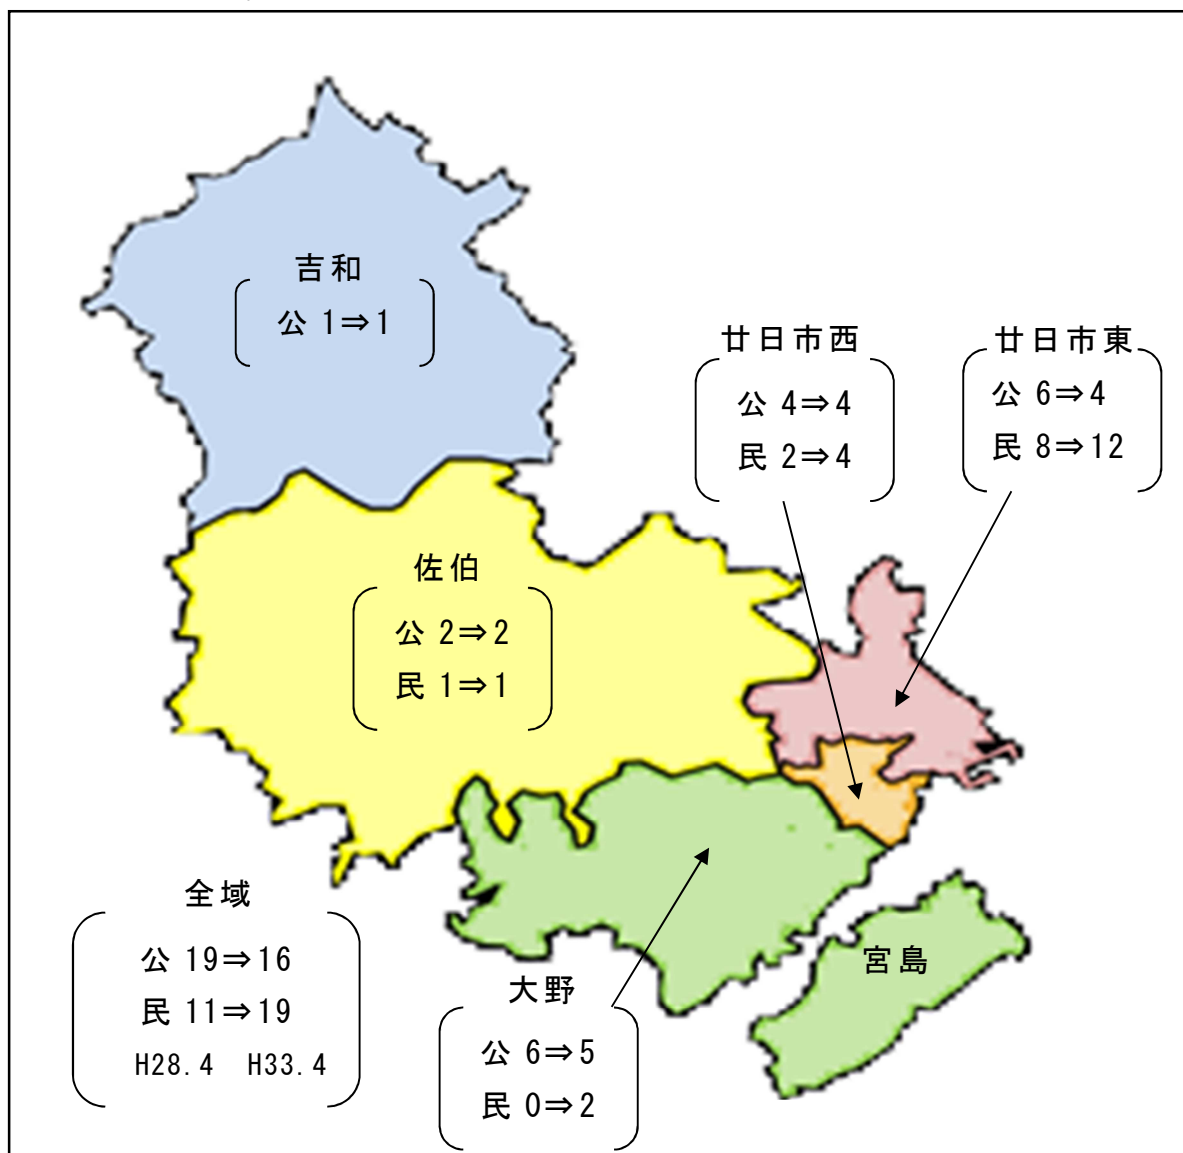 吉和
公 1⇒1
廿日市西
公 4⇒4
民 2⇒4
廿日市東
公 6⇒4
民 8⇒12
佐伯
公 2⇒2
民 1⇒1
全域
公 19⇒16
民 11⇒19
H28.4 H33.4
大野
公 6⇒5
民 0⇒2
宮島